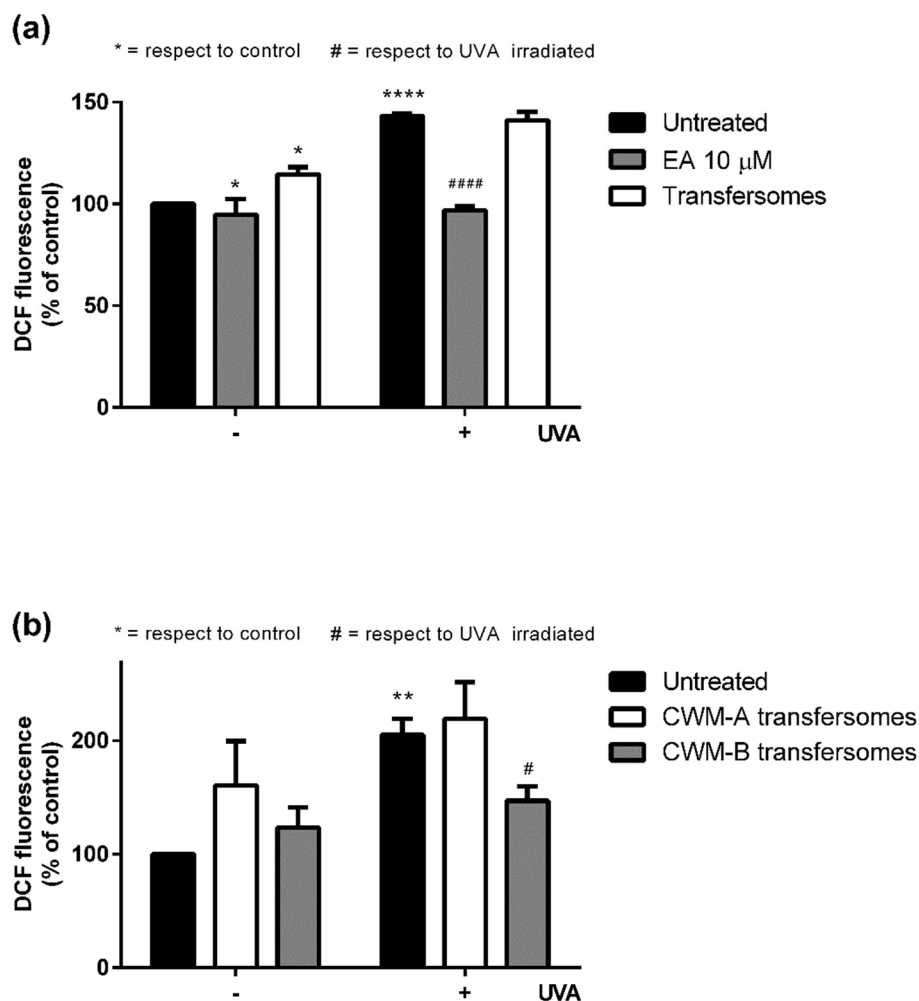 (a)
* = respect to control # = respect to UVA irradiated
****
150
Untreated
*
*
EA 10 μM
####
Transfersomes
100
DCF fluorescence
(% of control)
50
0
- + UVA
(b)
* = respect to control # = respect to UVA irradiated
Untreated
**
CWM-A transfersomes
200
CWM-B transfersomes
#
DCF fluorescence
(% of control)
100
0
- + UVA